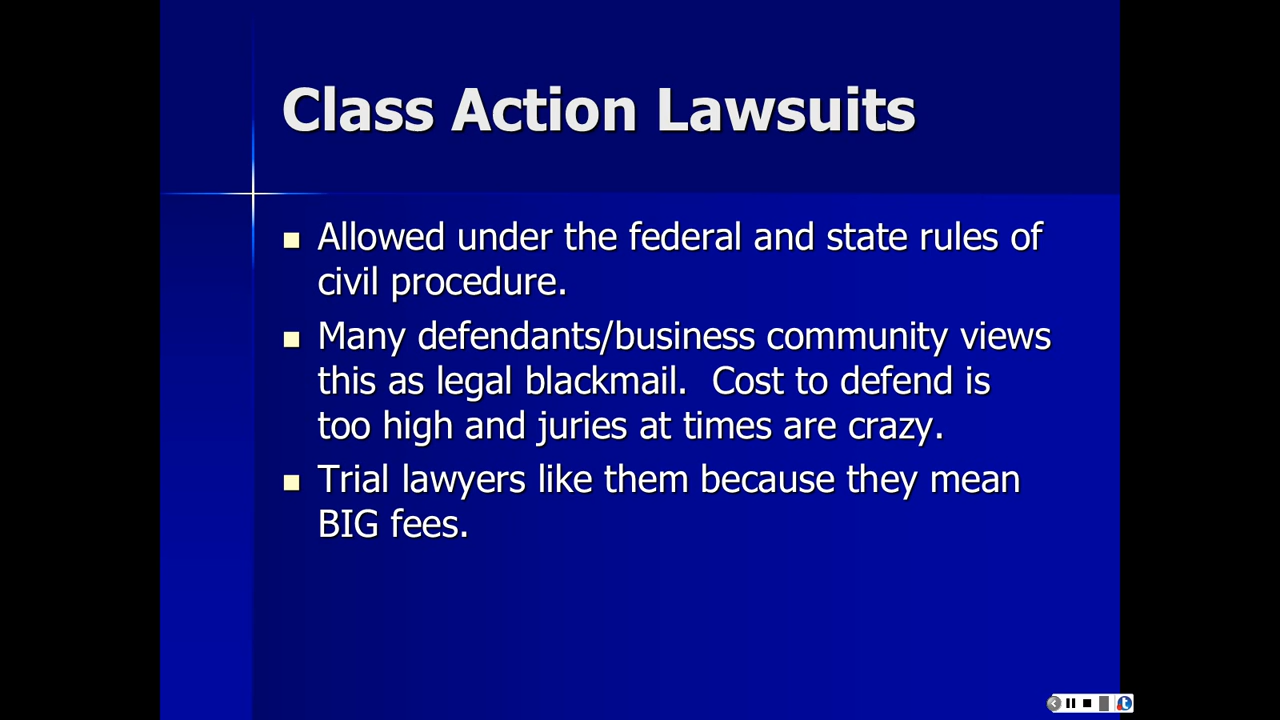 Class Action Lawsuits
Allowed under the federal and state rules of
civil procedure.
Many defendants/business community views
this as legal blackmail.  Cost to defend is
too high and juries at times are crazy.
Trial lawyers like them because they mean
BIG fees.